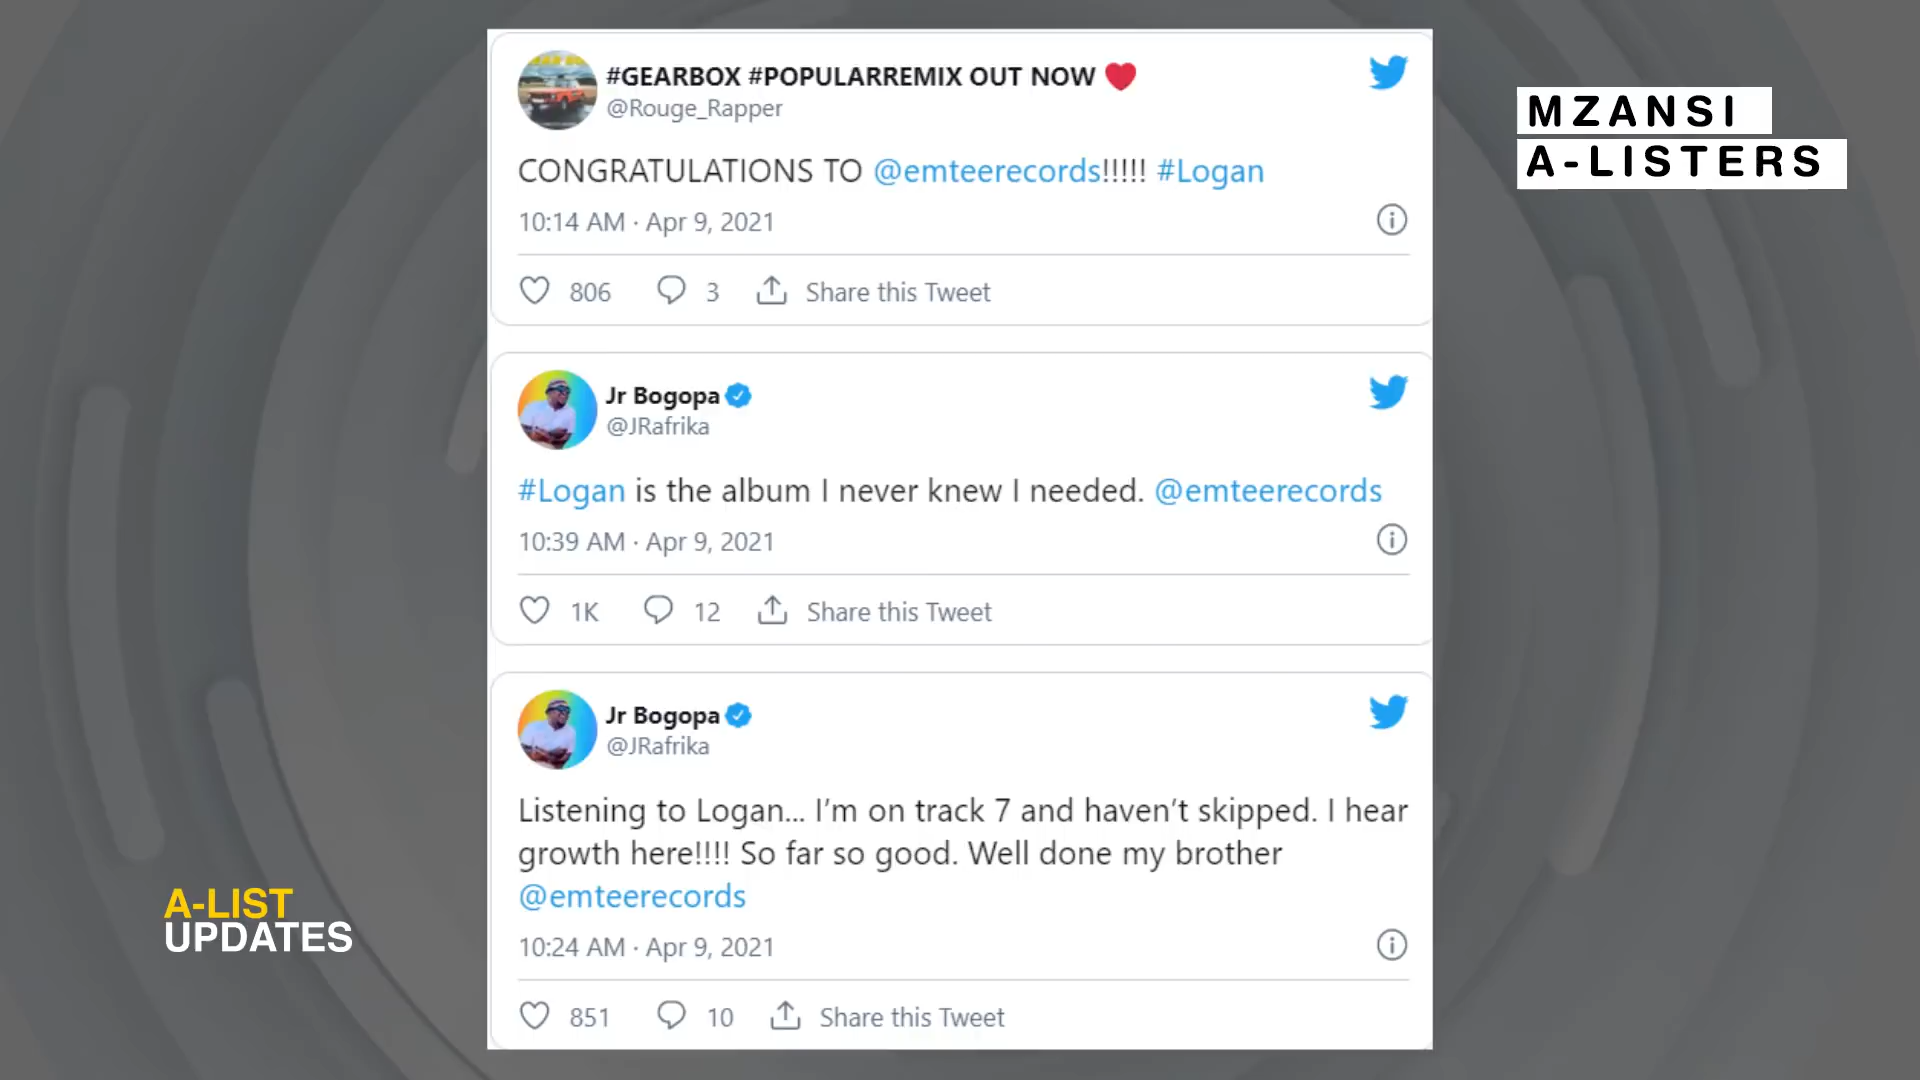 #GEARBOX #POPULARREMIX OUT NOW ❤️
@Rouge_Rapper
CONGRATULATIONS TO @emteerecords!!!!! #Logan
10:14 AM · Apr 9, 2021
806 3 Share this Tweet
Jr Bogopa
@JRafrika
#Logan is the album I never knew I needed. @emteerecords
10:39 AM · Apr 9, 2021
1K 12 Share this Tweet
Jr Bogopa
@JRafrika
Listening to Logan... I’m on track 7 and haven’t skipped. I hear
growth here!!!! So far so good. Well done my brother
@emteerecords
10:24 AM · Apr 9, 2021
851 10 Share this Tweet
MZANSI
A-LISTERS
A-LIST
UPDATES